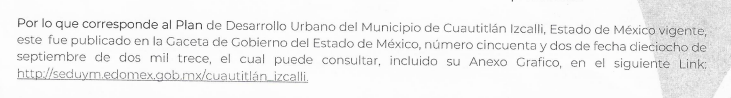 Por lo que corresponde al Plan de Desarrollo Urbano del Municipio de Cuautitlán Izcalli, Estado de México vigente,
este fue publicado en la Gaceta de Gobierno del Estado de México, número cincuenta y dos de fecha dieciocho de
septiembre de dos mil trece, el cual puede consultar, incluido su Anexo Grafico, en el siguiente Link:
http://seduym.edomex.gob.mx/cuautitlán_izcalli.